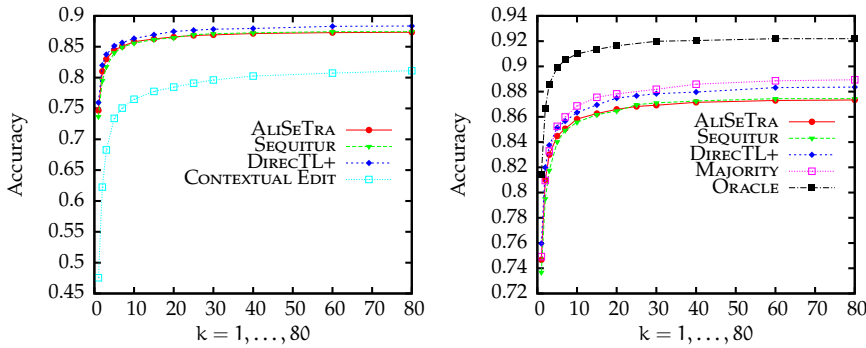 0.9
0.85
0.8
0.75
0.7
0.65
0.6
0.55
0.5
0.45
Accuracy
ALISETRA
SEQUITUR
DIRECTL+
CONTEXTUAL EDIT
0 10 20 30 40 50 60 70 80
k = 1, . . . , 80
0.94
0.92
0.9
0.88
0.86
0.84
0.82
0.8
0.78
0.76
0.74
0.72
Accuracy
ALISETRA
SEQUITUR
DIRECTL+
MAJORITY
ORACLE
0 10 20 30 40 50 60 70 80
k = 1, . . . , 80